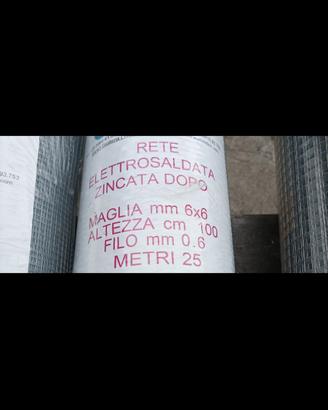 RETE
ELETTROSALDATA
ZINCATA DOPO
MAGLIA mm 6x6
ALTEZZA cm 100
FILO mm 0.6
METRI 25